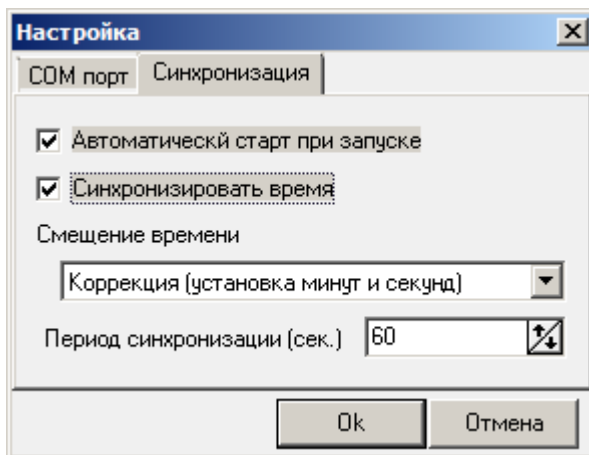 Настройка
COM порт Синхронизация
Автоматическй старт при запуске
Синхронизировать время
Смещение времени
Коррекция (установка минут и секунд)
Период синхронизации (сек.) 60
Ok Отмена